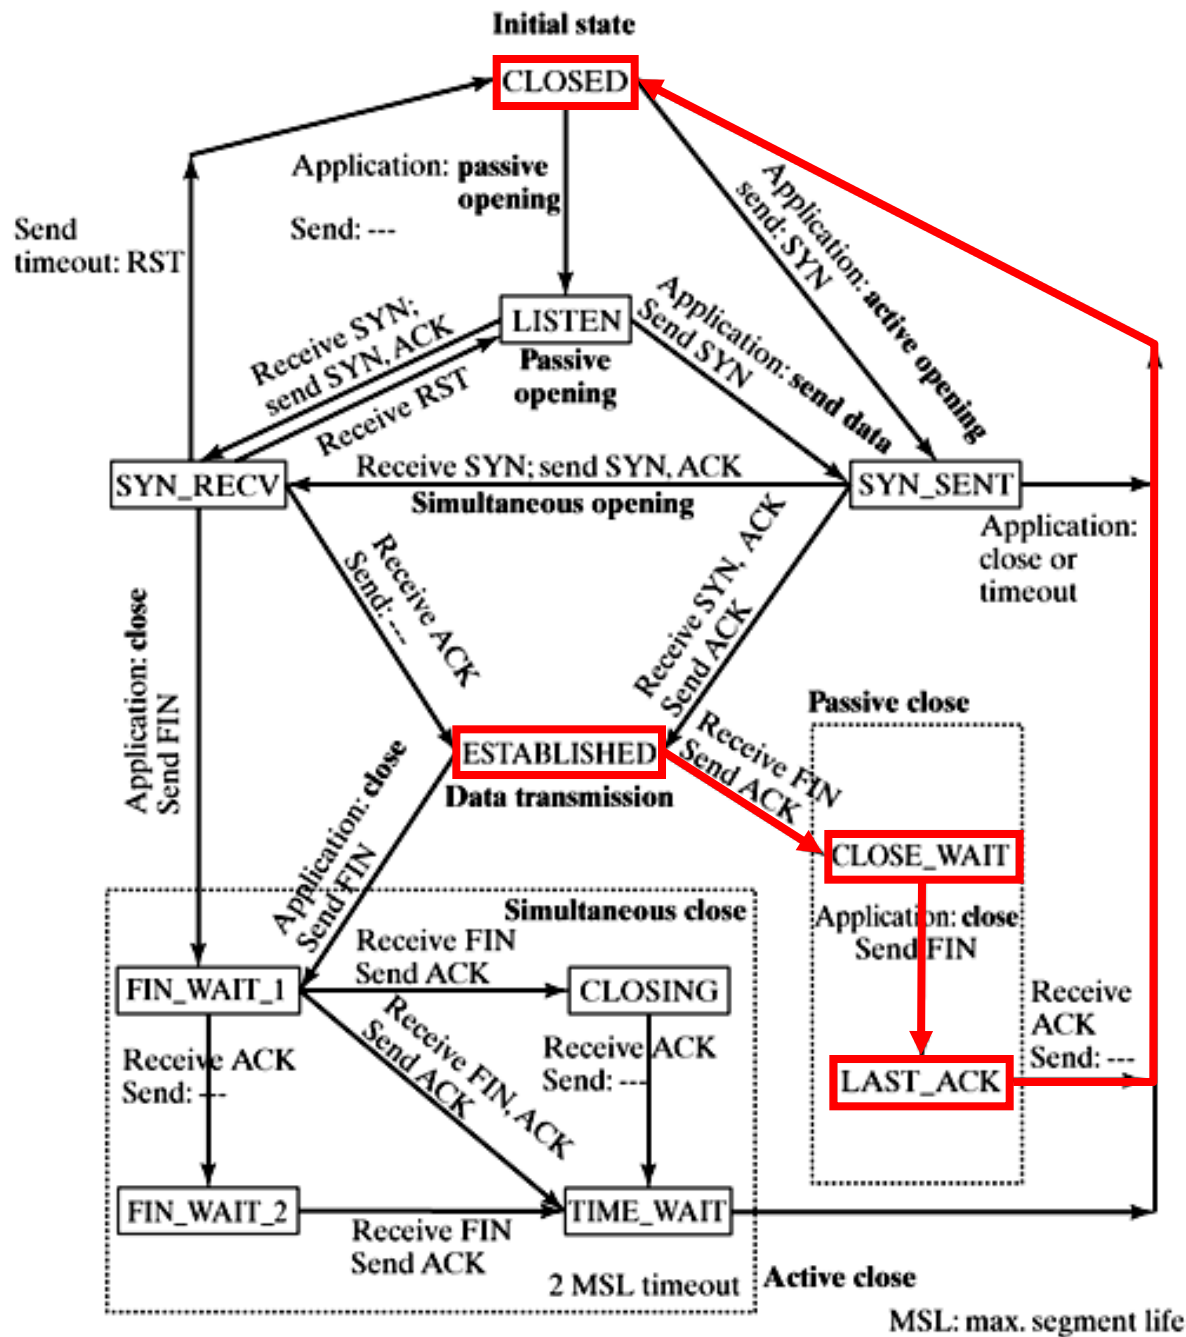 Initial state
CLOSED
Application: passive
opening
Send: ---
Send
timeout: RST
Application: active opening
send: SYN
LISTEN
Passive
opening
Receive SYN;
send SYN, ACK
Receive RST
Application: send data
Send SYN
SYN_RECV
Receive SYN; send SYN, ACK
Simultaneous opening
SYN_SENT
Application:
close or
timeout
Receive ACK
Send: ---
Receive SYN, ACK
Send ACK
Application: close
Send FIN
ESTABLISHED
Data transmission
Receive FIN
Send ACK
Passive close
CLOSE_WAIT
Application: close
Send FIN
LAST_ACK
Receive
ACK
Send: ---
Application: close
Send FIN
Simultaneous close
FIN_WAIT_1
Receive FIN
Send ACK
CLOSING
Receive ACK
Send: ---
Receive FIN, ACK
Send ACK
Receive ACK
Send: ---
FIN_WAIT_2
Receive FIN
Send ACK
TIME_WAIT
2 MSL timeout
Active close
MSL: max. segment life